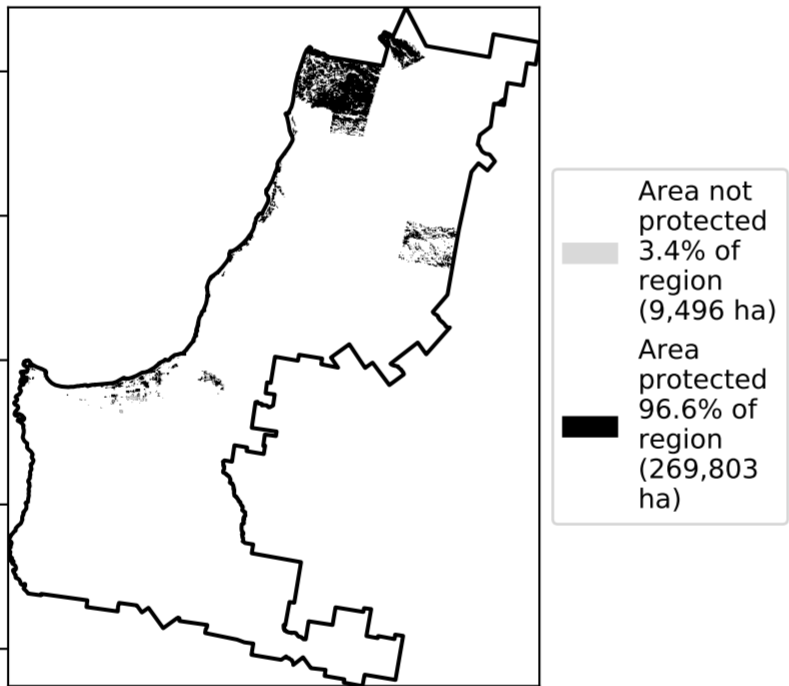 Area not
protected
3.4% of
region
(9,496 ha)
Area
protected
96.6% of
region
(269,803
ha)